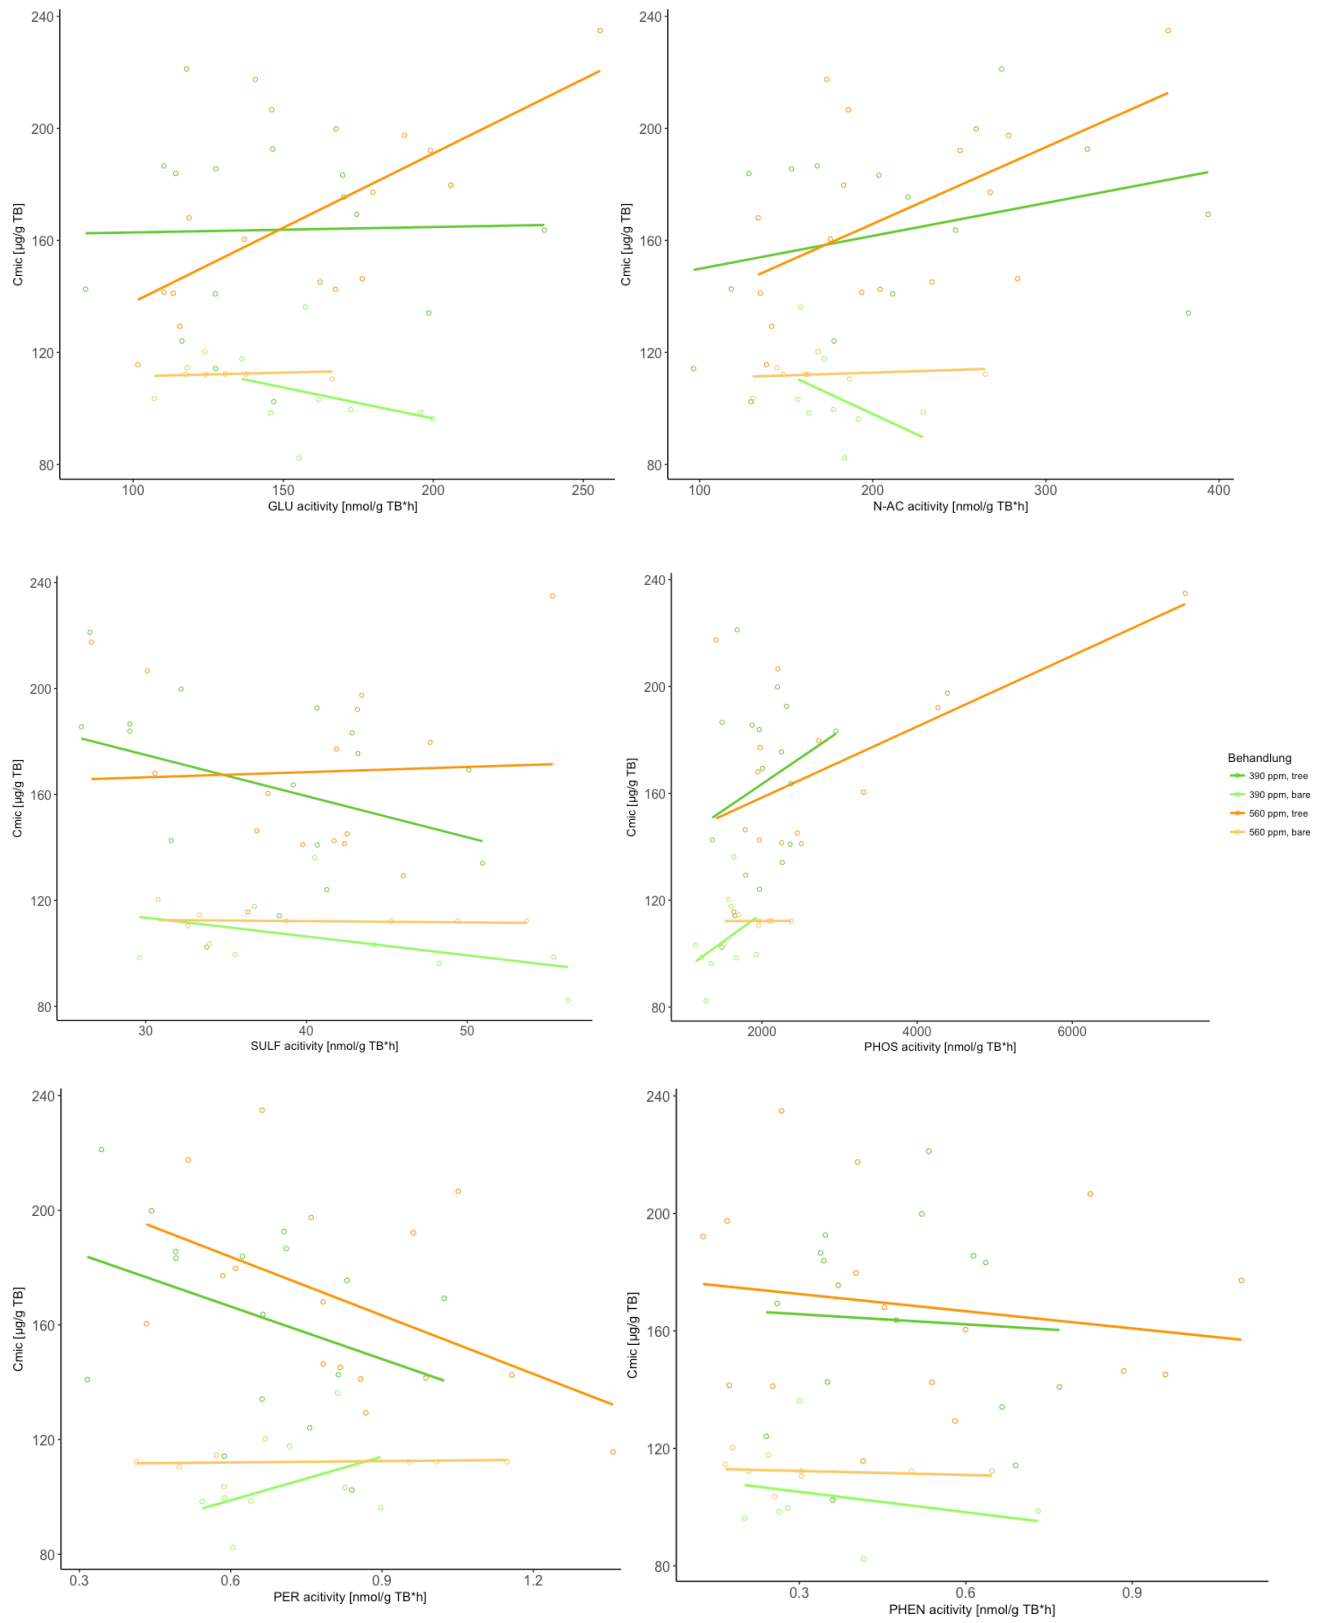 240
200
160
120
80
Cmic [µg/g TB]
100 150 200 250
GLU acitivity [nmol/g TB*h]
240
200
160
120
80
Cmic [µg/g TB]
100 200 300 400
N-AC acitivity [nmol/g TB*h]
240
200
160
120
80
Cmic [µg/g TB]
30 40 50
SULF acitivity [nmol/g TB*h]
240
200
160
120
80
Cmic [µg/g TB]
2000 4000 6000
PHOS acitivity [nmol/g TB*h]
Behandlung
390 ppm, tree
390 ppm, bare
560 ppm, tree
560 ppm, bare
240
200
160
120
80
Cmic [µg/g TB]
0.3 0.6 0.9 1.2
PER acitivity [nmol/g TB*h]
240
200
160
120
80
Cmic [µg/g TB]
0.3 0.6 0.9
PHEN acitivity [nmol/g TB*h]